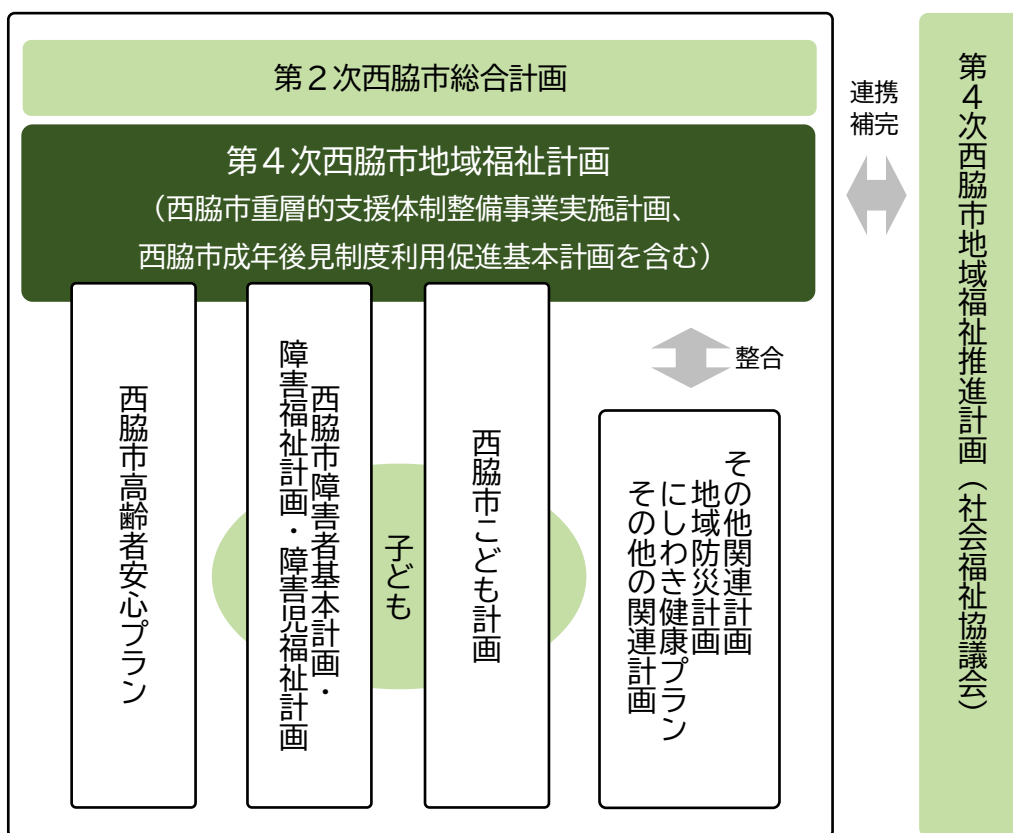 第２次西脇市総合計画
第４次西脇市地域福祉計画
（西脇市重層的支援体制整備事業実施計画、
西脇市成年後見制度利用促進基本計画を含む）
連携
補完
整合
西脇市高齢者安心プラン
西脇市障害者基本計画・
障害福祉計画・障害児福祉計画
子ども
西脇市こども計画
その他関連計画
地域防災計画
にしわき健康プラン
その他の関連計画
第４次西脇市地域福祉推進計画（社会福祉協議会）